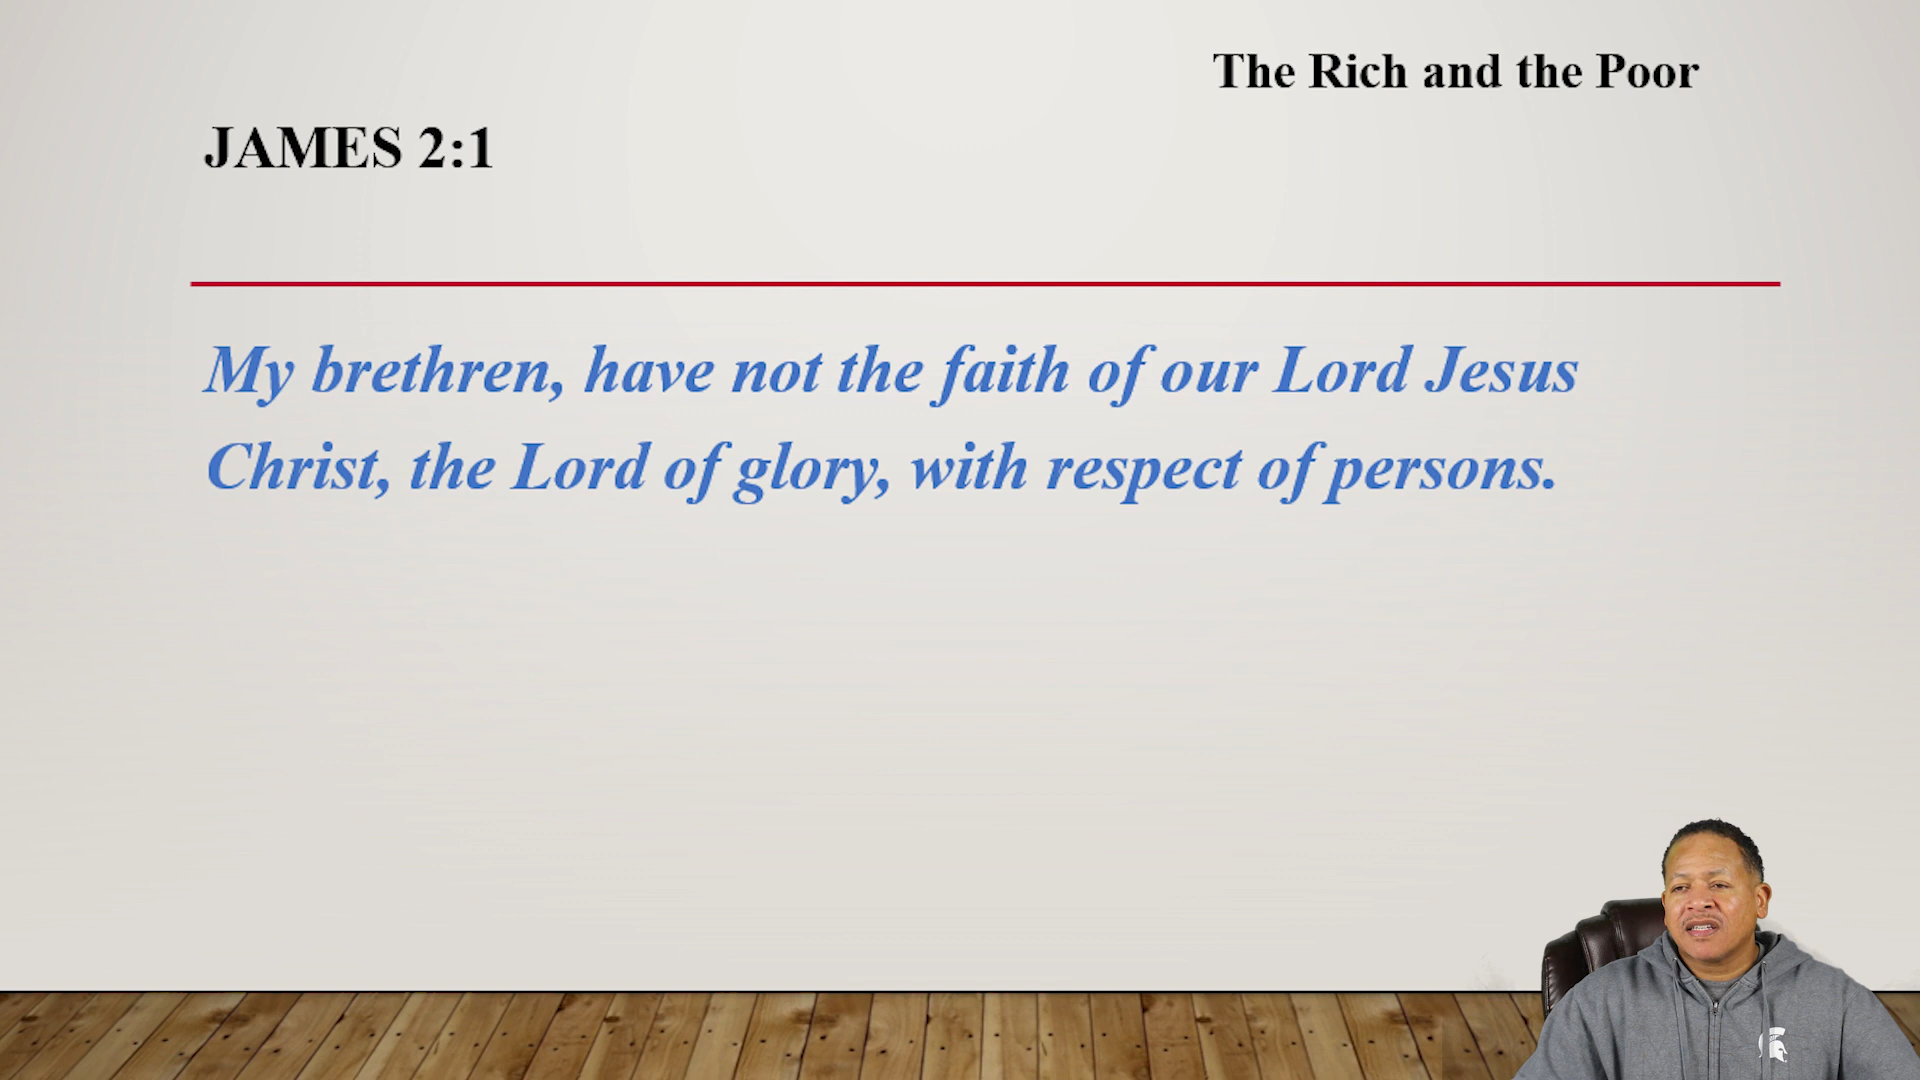 The Rich and the Poor
JAMES 2:1
My brethren, have not the faith of our Lord Jesus
Christ, the Lord of glory, with respect of persons.